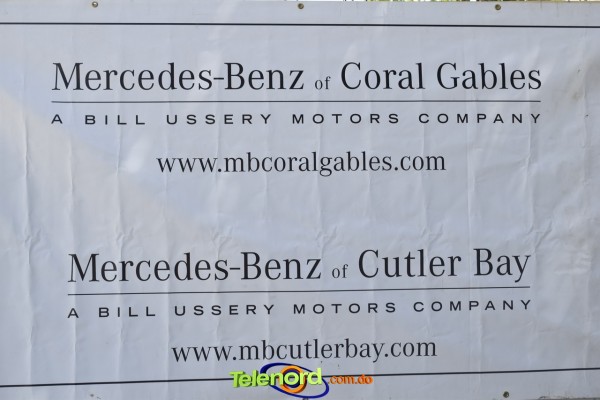 Mercedes-Benz of Coral Gables
A BILL USSERY MOTORS COMPANY
www.mbcoralgables.com
Mercedes-Benz of Cutler Bay
A BILL USSERY MOTORS COMPANY
www.mbcutlerbay.com
Telenord.com.do